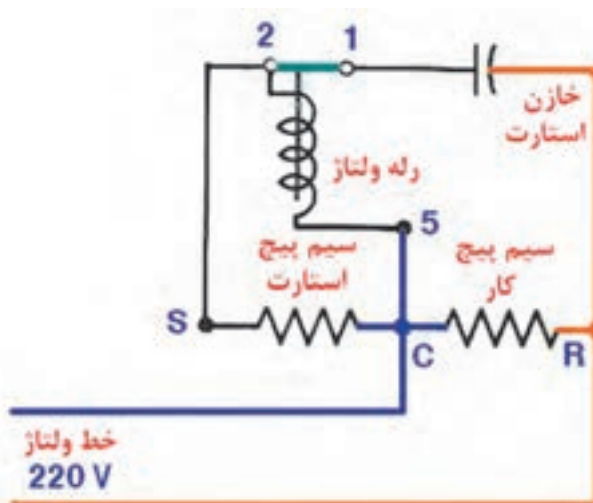 2
1
خازن
استارت
رله ولتاژ
5
سیم پیچ
استارت
سیم پیچ
کار
S
C
R
خط ولتاژ
220 V